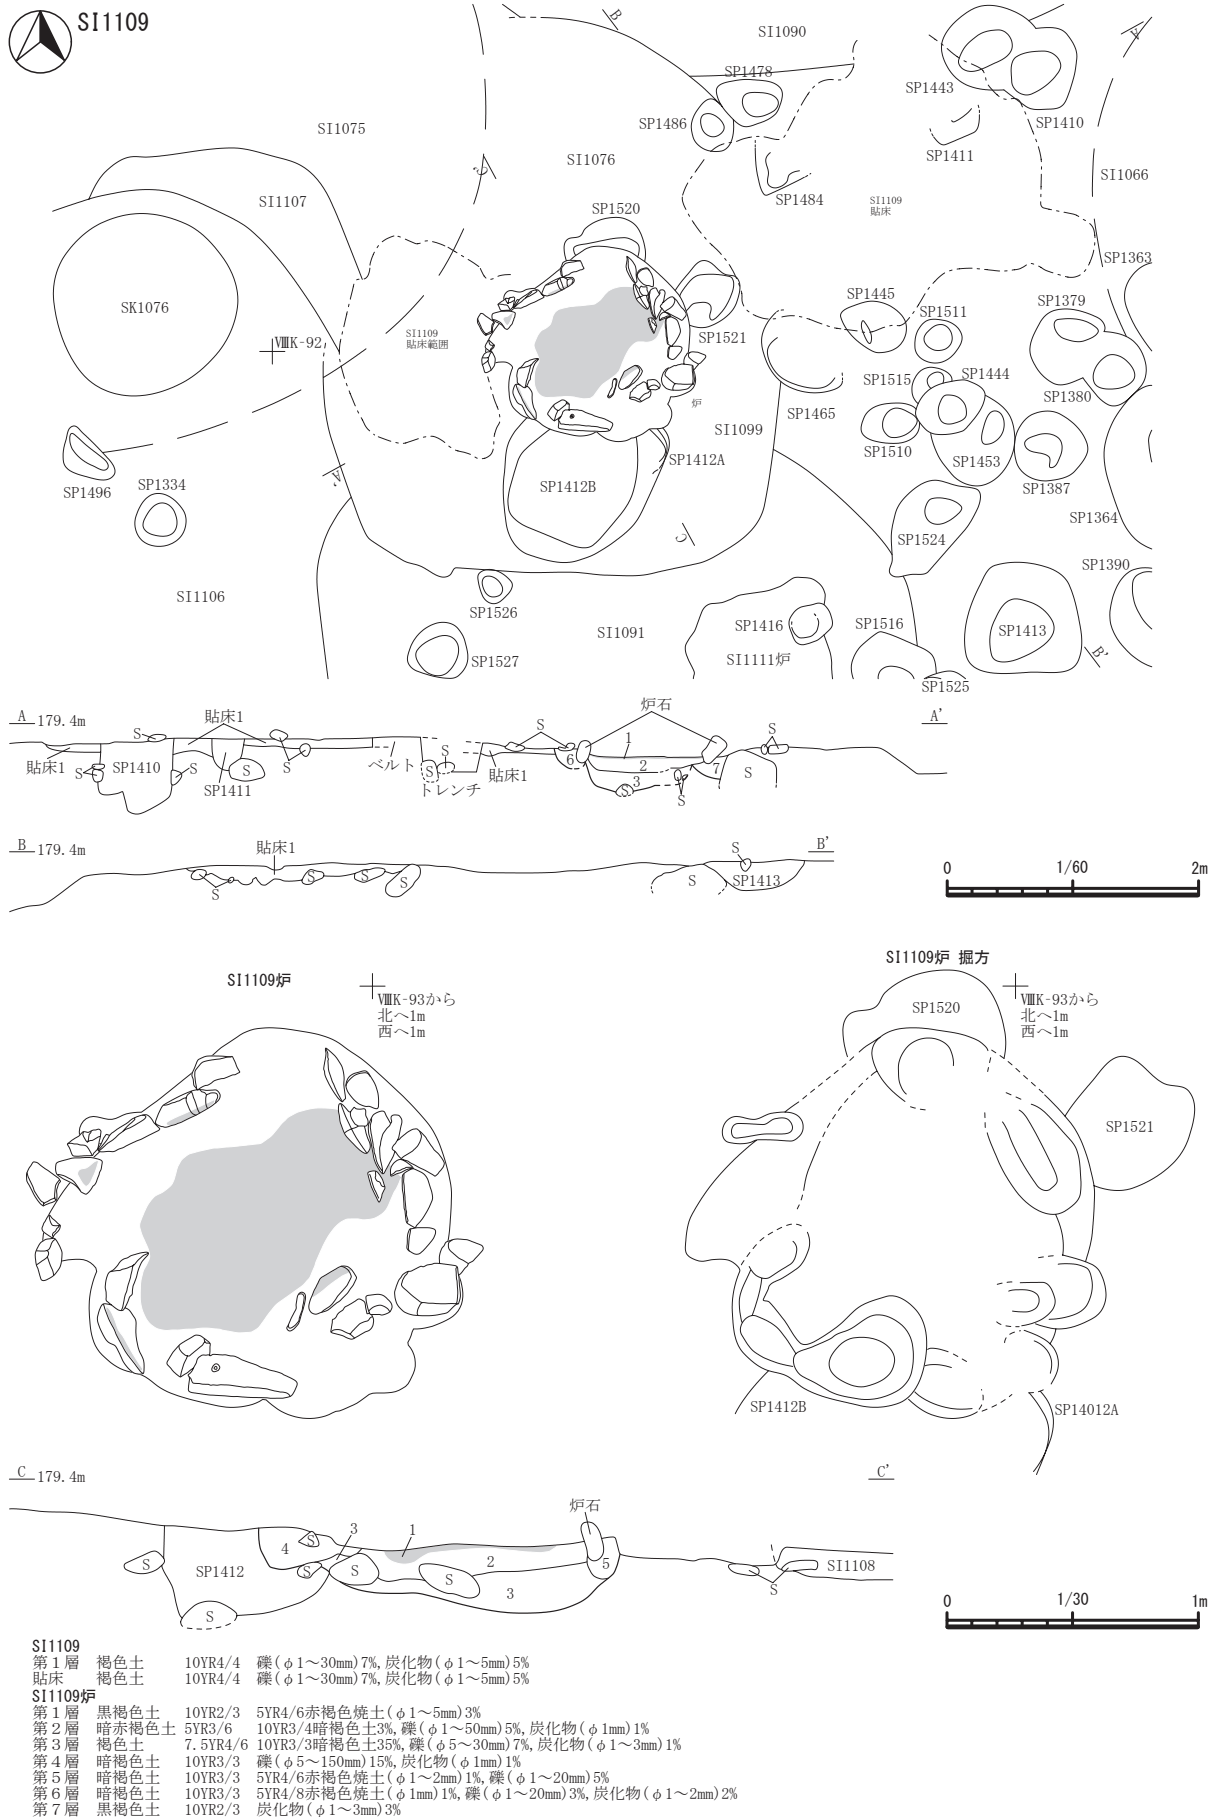 SI1109
B
SI1090
A
SP1478
SP1443
SP1486
SP1410
SI1075
SI1076
SP1411
C
SI1066
SI1107
SP1484
SI1109
貼床
SP1520
SP1363
SK1076
SP1445
SP1379
SP1511
SI1109
貼床範囲
ⅧK-92
SP1521
SP1515
SP1444
SP1380
炉
SP1465
SI1099
SP1510
SP1412A
SP1453
SP1496
SP1334
A'
SP1412B
SP1387
SP1364
C'
SP1524
SP1390
SI1106
SP1526
SI1091
SP1416
SP1516
SP1413
SP1527
SI1111炉
B'
SP1525
A 179.4m
貼床1
炉石
A'
S
S
S
1
貼床1
SP1410
S
S
SP1411
S
S
ベルト
S
S
トレンチ
貼床1
6
2
3
S
S
7
S
B 179.4m
貼床1
S
B'
S
S
S
S
S
SP1413
0 1/60 2m
SI1109炉
ⅧK-93から
北へ1m
西へ1m
SI1109炉 掘方
SP1520
ⅧK-93から
北へ1m
西へ1m
SP1521
SP1412B
SP14012A
C 179.4m
C'
炉石
3
1
4
S
2
5
S
SP1412
S
S
S
3
S
S
SI1108
0 1/30 1m
SI1109
第1層 褐色土 10YR4/4 礫(φ1～30mm)7%,炭化物(φ1～5mm)5%
貼床 褐色土 10YR4/4 礫(φ1～30mm)7%,炭化物(φ1～5mm)5%
SI1109炉
第1層 黒褐色土 10YR2/3 5YR4/6赤褐色焼土(φ1～5mm)3%
第2層 暗赤褐色土 5YR3/6 10YR3/4暗褐色土3%,礫(φ1～50mm)5%,炭化物(φ1mm)1%
第3層 褐色土 7.5YR4/6 10YR3/3暗褐色土35%,礫(φ5～30mm)7%,炭化物(φ1～3mm)1%
第4層 暗褐色土 10YR3/3 礫(φ5～150mm)15%,炭化物(φ1mm)1%
第5層 暗褐色土 10YR3/3 5YR4/6赤褐色焼土(φ1～2mm)1%,礫(φ1～20mm)5%
第6層 暗褐色土 10YR3/3 5YR4/8赤褐色焼土(φ1mm)1%,礫(φ1～20mm)3%,炭化物(φ1～2mm)2%
第7層 黒褐色土 10YR2/3 炭化物(φ1～3mm)3%